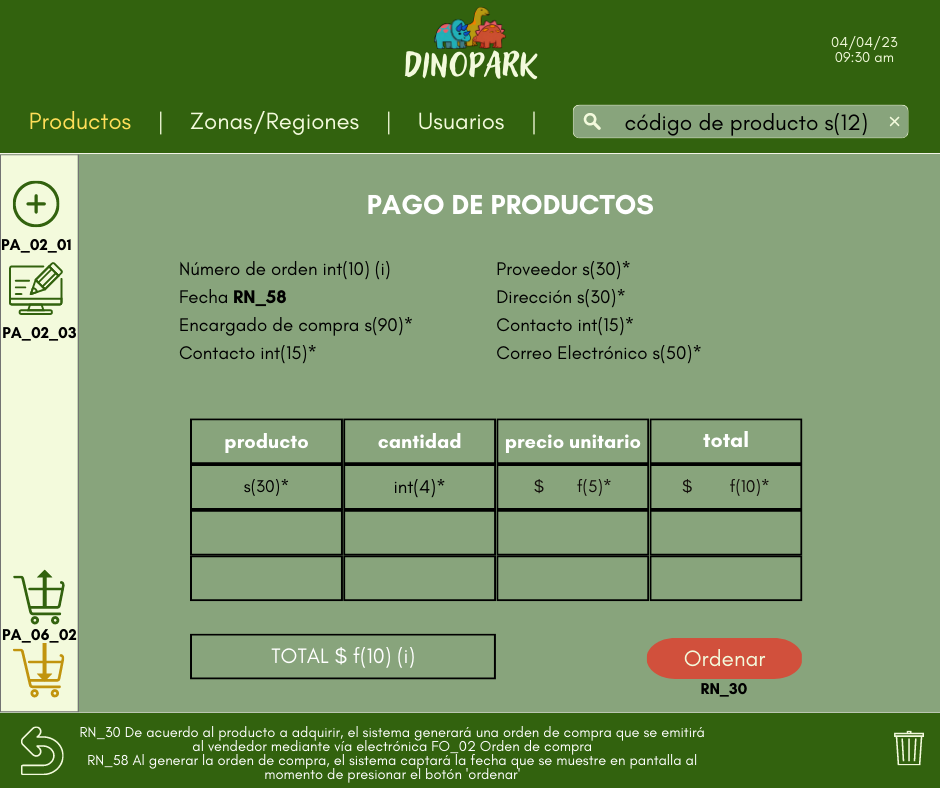 DINOPARK
04/04/23
09:30 am
Productos | Zonas/Regiones | Usuarios |
código de producto s(12) ×
PA_02_01
PA_02_03
PA_06_02
PAGO DE PRODUCTOS
Número de orden int(10) (i)
Fecha RN_58
Encargado de compra s(90)*
Contacto int(15)*
Proveedor s(30)*
Dirección s(30)*
Contacto int(15)*
Correo Electrónico s(50)*
producto cantidad precio unitario total
s(30)* int(4)* $ f(5)* $ f(10)*
TOTAL $ f(10) (i)
Ordenar
RN_30
RN_30 De acuerdo al producto a adquirir, el sistema generará una orden de compra que se emitirá
al vendedor mediante vía electrónica FO_02 Orden de compra
RN_58 Al generar la orden de compra, el sistema captará la fecha que se muestre en pantalla al
momento de presionar el botón 'ordenar'